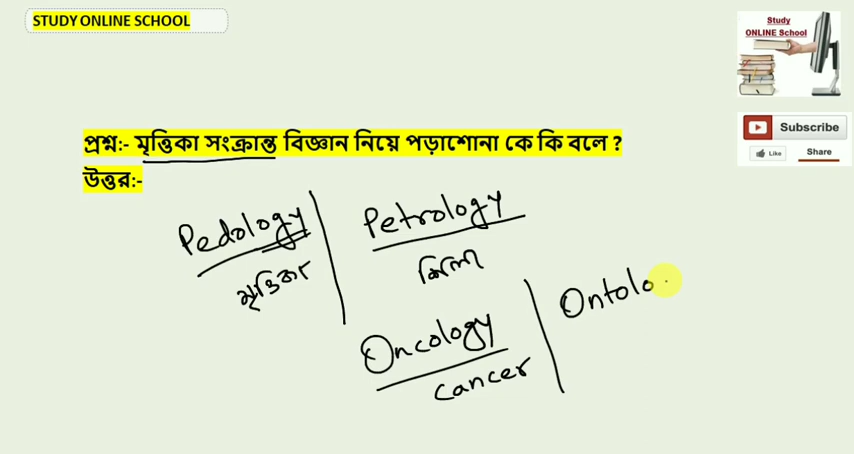 STUDY ONLINE SCHOOL
Study
ONLINE School
Subscribe
Like Share
প্রশ্ন:- মৃত্তিকা সংক্রান্ত বিজ্ঞান নিয়ে পড়াশোনা কে কি বলে ?
উত্তর:-
Pedology Petrology
মৃত্তিকা শিলা
Oncology Ontolo
cancer